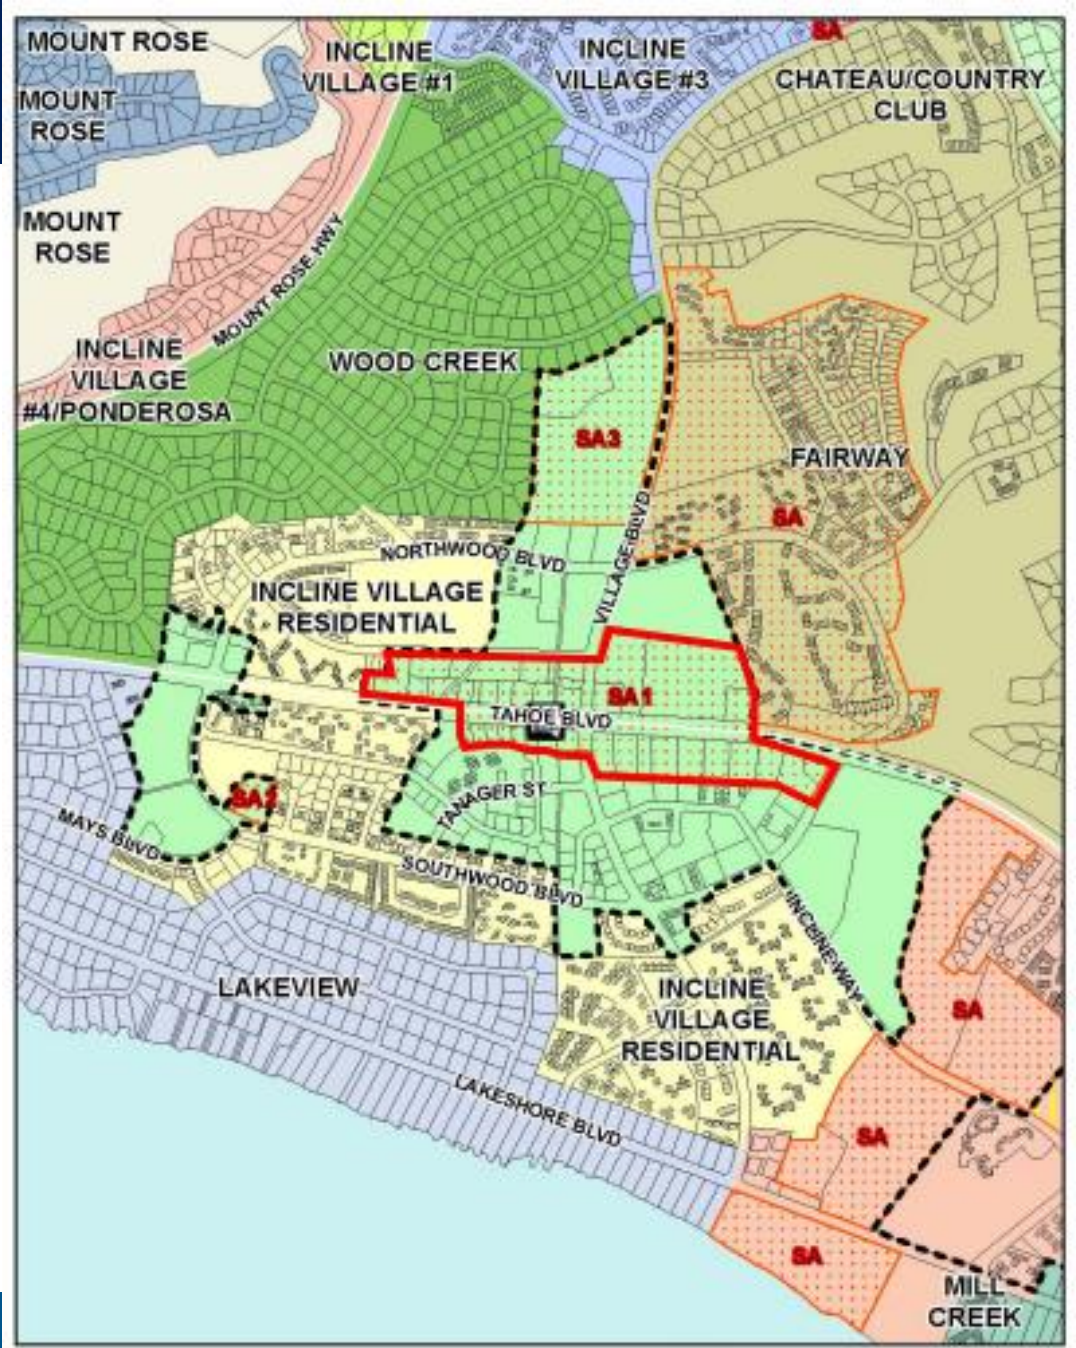 SA
MOUNT ROSE
INCLINE
VILLAGE #1
INCLINE
VILLAGE #3
CHATEAU/COUNTRY
CLUB
MOUNT
ROSE
MOUNT
ROSE
MOUNT ROSE HWY
INCLINE
VILLAGE
#4/PONDEROSA
WOOD CREEK
SA3
FAIRWAY
SA
VILLAGE BLVD
NORTHWOOD BLVD
INCLINE VILLAGE
RESIDENTIAL
SA1
TAHOE BLVD
SA2
TANAGER ST
MAYS BLVD
SOUTHWOOD BLVD
INCLINE WAY
LAKEVIEW
INCLINE
VILLAGE
RESIDENTIAL
SA
LAKESHORE BLVD
SA
SA
MILL
CREEK